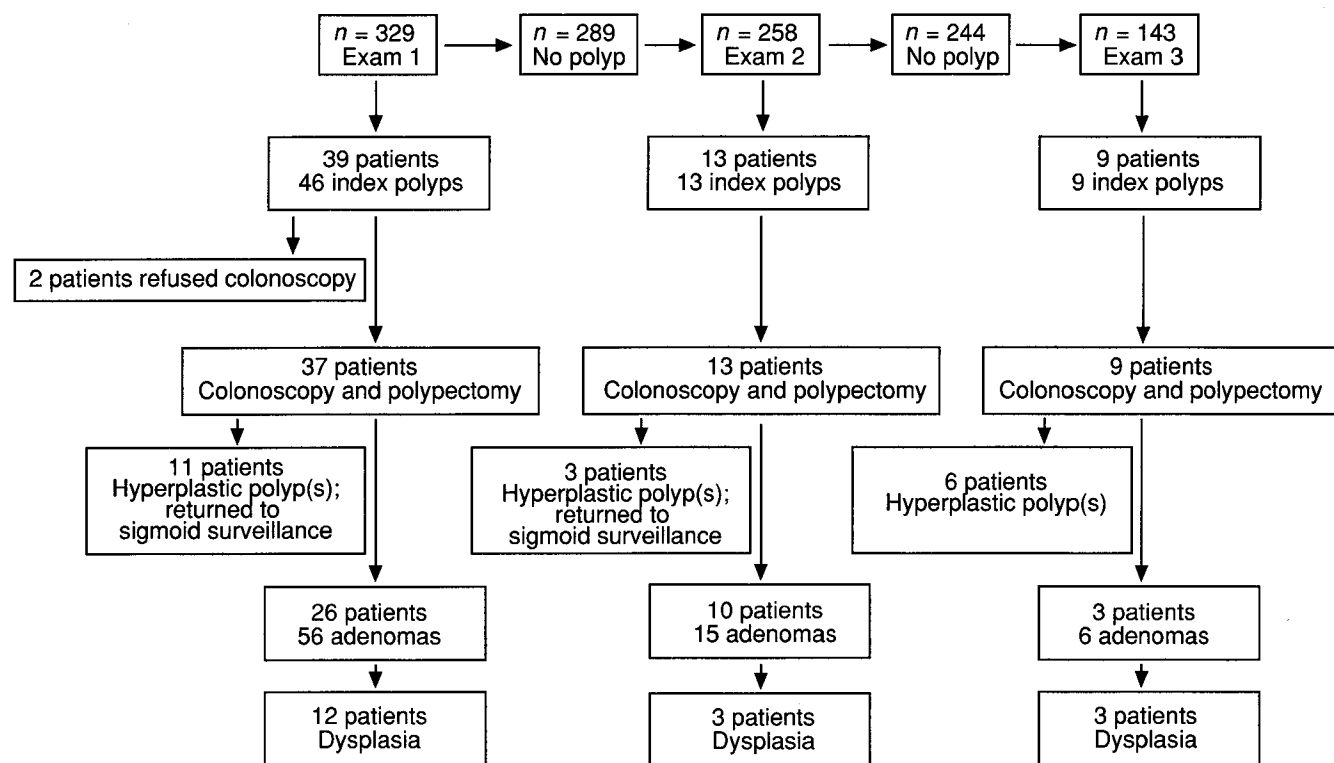 n = 329
Exam 1
n = 289
No polyp
n = 258
Exam 2
n = 244
No polyp
n = 143
Exam 3
39 patients
46 index polyps
13 patients
13 index polyps
9 patients
9 index polyps
2 patients refused colonoscopy
37 patients
Colonoscopy and polypectomy
13 patients
Colonoscopy and polypectomy
9 patients
Colonoscopy and polypectomy
11 patients
Hyperplastic polyp(s);
returned to
sigmoid surveillance
3 patients
Hyperplastic polyp(s);
returned to
sigmoid surveillance
6 patients
Hyperplastic polyp(s)
26 patients
56 adenomas
10 patients
15 adenomas
3 patients
6 adenomas
12 patients
Dysplasia
3 patients
Dysplasia
3 patients
Dysplasia